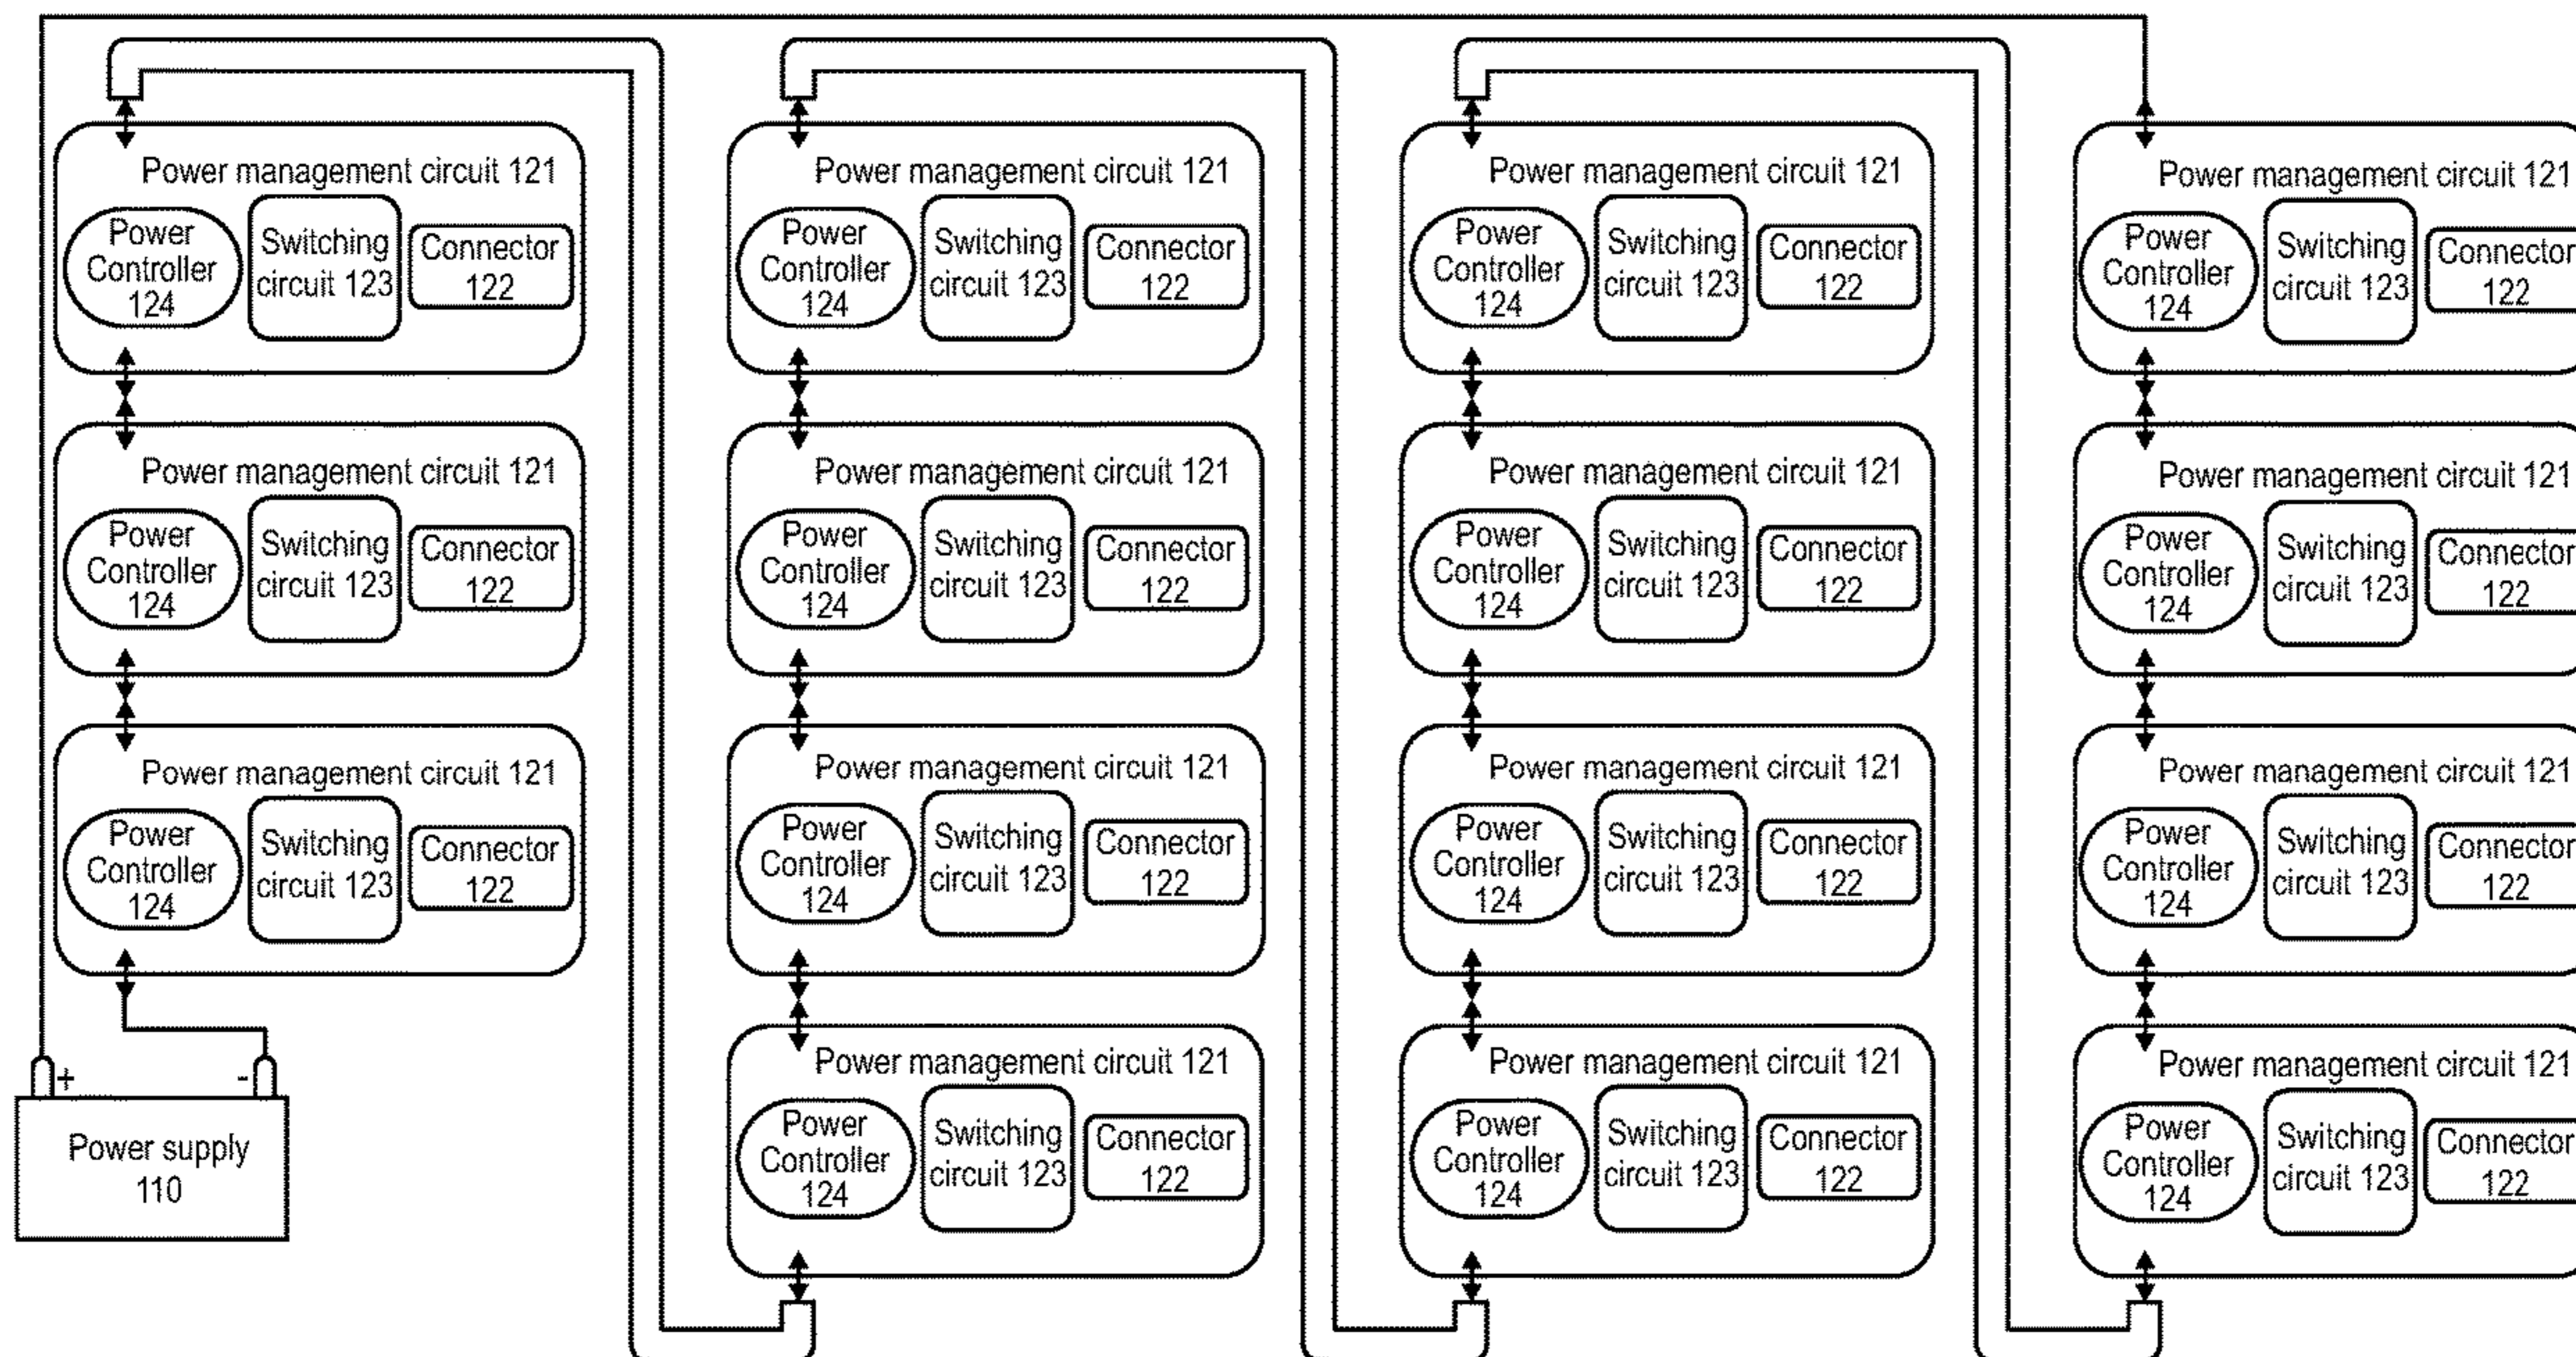 Power management circuit 121
Power
Controller
124
Switching
circuit 123
Connector
122
Power management circuit 121
Power
Controller
124
Switching
circuit 123
Connector
122
Power management circuit 121
Power
Controller
124
Switching
circuit 123
Connector
122
+
-
Power supply
110
Power management circuit 121
Power
Controller
124
Switching
circuit 123
Connector
122
Power management circuit 121
Power
Controller
124
Switching
circuit 123
Connector
122
Power management circuit 121
Power
Controller
124
Switching
circuit 123
Connector
122
Power management circuit 121
Power
Controller
124
Switching
circuit 123
Connector
122
Power management circuit 121
Power
Controller
124
Switching
circuit 123
Connector
122
Power management circuit 121
Power
Controller
124
Switching
circuit 123
Connector
122
Power management circuit 121
Power
Controller
124
Switching
circuit 123
Connector
122
Power management circuit 121
Power
Controller
124
Switching
circuit 123
Connector
122
Power management circuit 121
Power
Controller
124
Switching
circuit 123
Connector
122
Power management circuit 121
Power
Controller
124
Switching
circuit 123
Connector
122
Power management circuit 121
Power
Controller
124
Switching
circuit 123
Connector
122
Power management circuit 121
Power
Controller
124
Switching
circuit 123
Connector
122